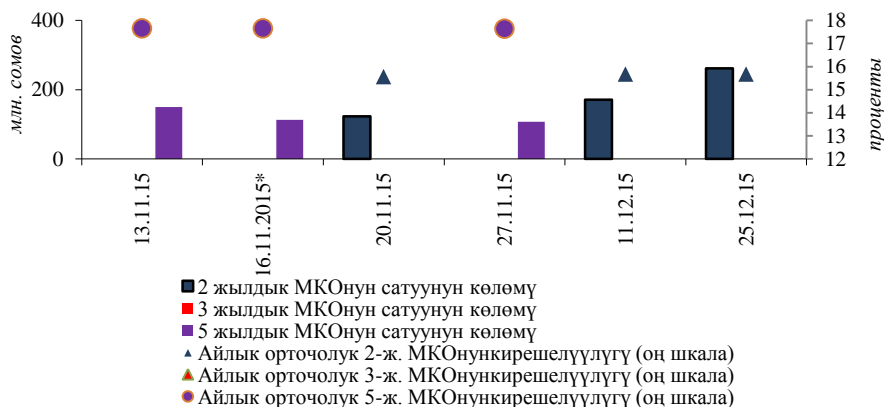 млн. сомов
400
200
0
проценты
18
17
16
15
14
13
12
13.11.15
16.11.2015*
20.11.15
27.11.15
11.12.15
25.12.15
2 жылдык МКОнун сатуунун көлөмү
3 жылдык МКОнун сатуунун көлөмү
5 жылдык МКОнун сатуунун көлөмү
Айлык орточолук 2-ж. МКОнункирешелүүлүгү (оң шкала)
Айлык орточолук 3-ж. МКОнункирешелүүлүгү (оң шкала)
Айлык орточолук 5-ж. МКОнункирешелүүлүгү (оң шкала)